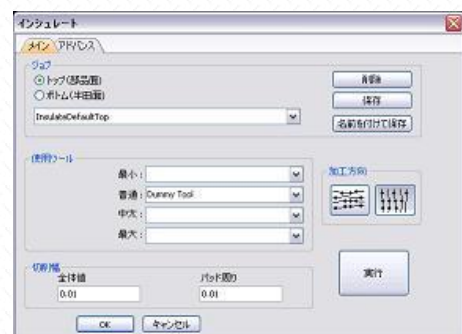 インシュレート
メイン アドバンス
ジョブ
トップ(部品面)
ボトム(半田面)
InsulateDefaultTop
削除
保存
名前を付けて保存
使用ツール
最小:
普通: Dummy Tool
中太:
最大:
加工方向
切削幅
全体値 パッド周り
0.01 0.01
実行
OK キャンセル